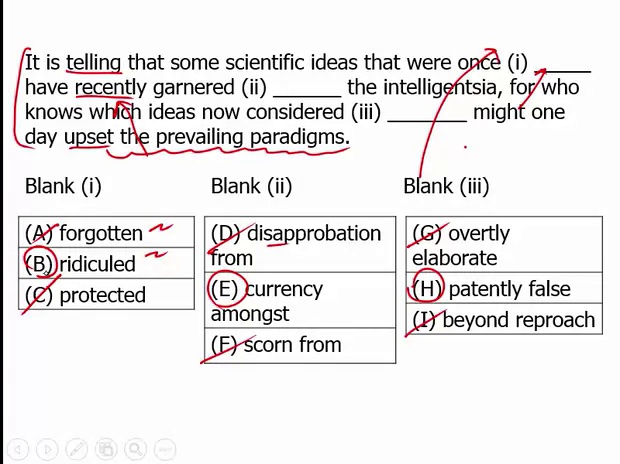 It is telling that some scientific ideas that were once (i) ______
have recently garnered (ii) ______ the intelligentsia, for who
knows which ideas now considered (iii) _______ might one
day upset the prevailing paradigms.
Blank (i) Blank (ii) Blank (iii)
(A) forgotten
(B) ridiculed
(C) protected
(D) disapprobation
from
(E) currency
amongst
(F) scorn from
(G) overtly
elaborate
(H) patently false
(I) beyond reproach